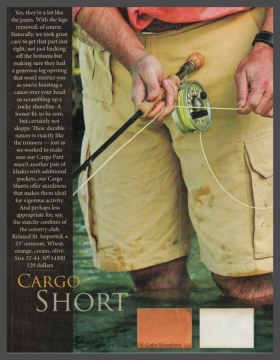 Yes, they're a lot like the
pants. With the legs
removed, of course.
Naturally, we took great
care to get that part just
right, not just hacking
off the bottoms but
making sure they had
a generous leg opening
that won't restrict you
as you're hoisting a
canoe over your head
or scrambling up a
rocky shoreline. A
looser fit, to be sure,
but certainly not
sloppy. Their durable
nature is exactly like
the trousers — just as
we worked to make
sure our Cargo Pant
wasn't another pair of
khakis with additional
pockets, our Cargo
Shorts offer sturdiness
that makes them ideal
for vigorous activity.
And perhaps less
appropriate for, say,
the starchy confines of
the country club.
Relaxed fit. Imported. •
23" outseam. Wheat,
orange, cream, olive.
Size 32-44. Nº 14300
129 dollars
CARGO
SHORT